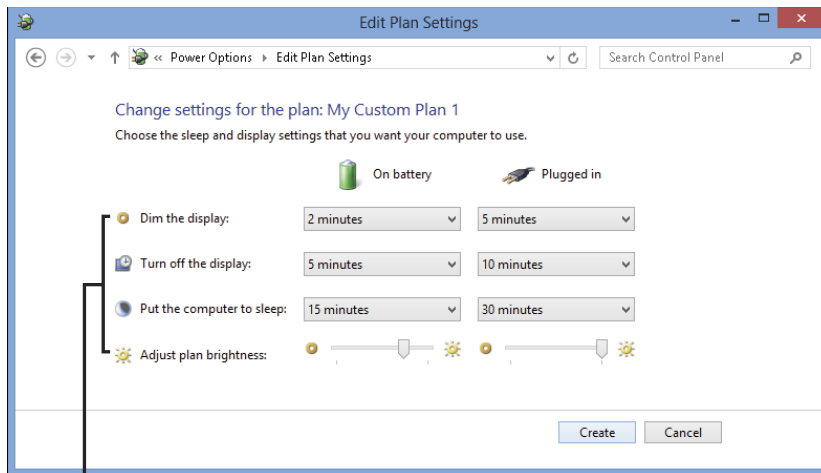 Edit Plan Settings
« Power Options ▸ Edit Plan Settings
Search Control Panel
Change settings for the plan: My Custom Plan 1
Choose the sleep and display settings that you want your computer to use.
On battery Plugged in
Dim the display: 2 minutes 5 minutes
Turn off the display: 5 minutes 10 minutes
Put the computer to sleep: 15 minutes 30 minutes
Adjust plan brightness:
Create Cancel